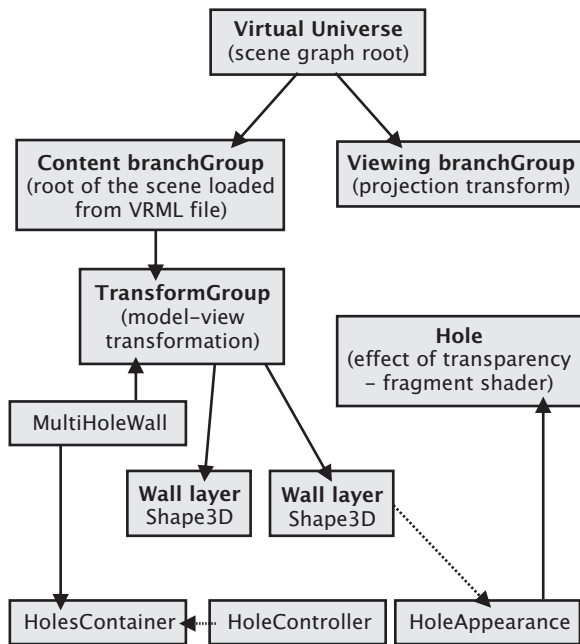 Virtual Universe
(scene graph root)
Content branchGroup
(root of the scene loaded
from VRML file)
Viewing branchGroup
(projection transform)
TransformGroup
(model-view
transformation)
Hole
(effect of transparency
– fragment shader)
MultiHoleWall
Wall layer
Shape3D
Wall layer
Shape3D
HolesContainer
HoleController
HoleAppearance